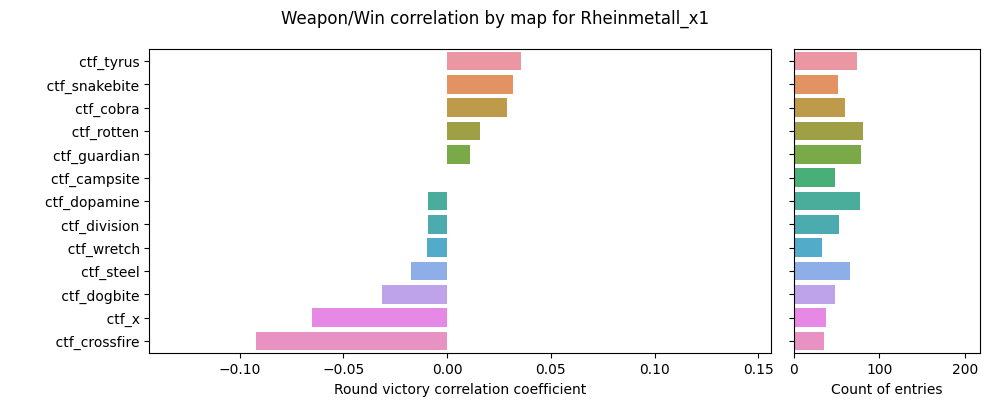 Weapon/Win correlation by map for Rheinmetall_x1
ctf_tyrus
ctf_snakebite
ctf_cobra
ctf_rotten
ctf_guardian
ctf_campsite
ctf_dopamine
ctf_division
ctf_wretch
ctf_steel
ctf_dogbite
ctf_x
ctf_crossfire
−0.10 −0.05 0.00 0.05 0.10 0.15
Round victory correlation coefficient
0 100 200
Count of entries